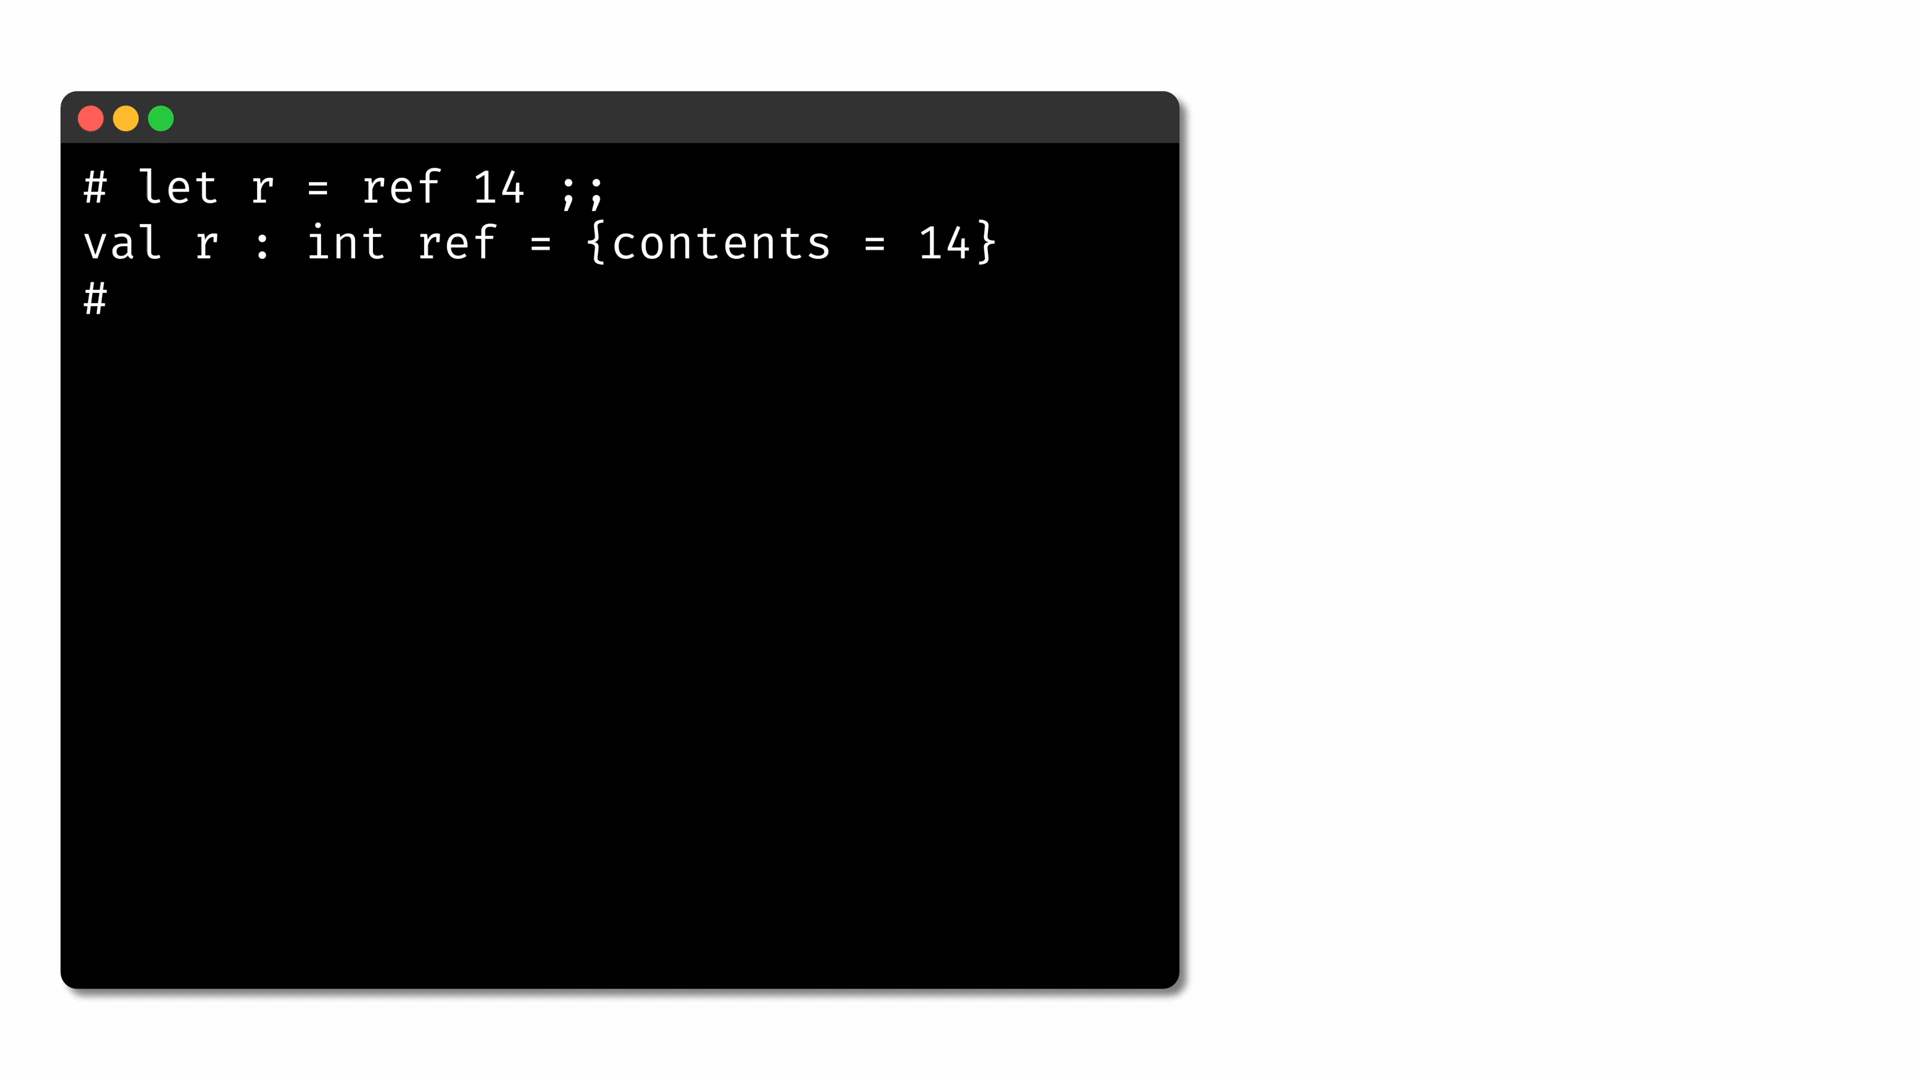 # let r = ref 14 ;;
val r : int ref = {contents = 14}
#